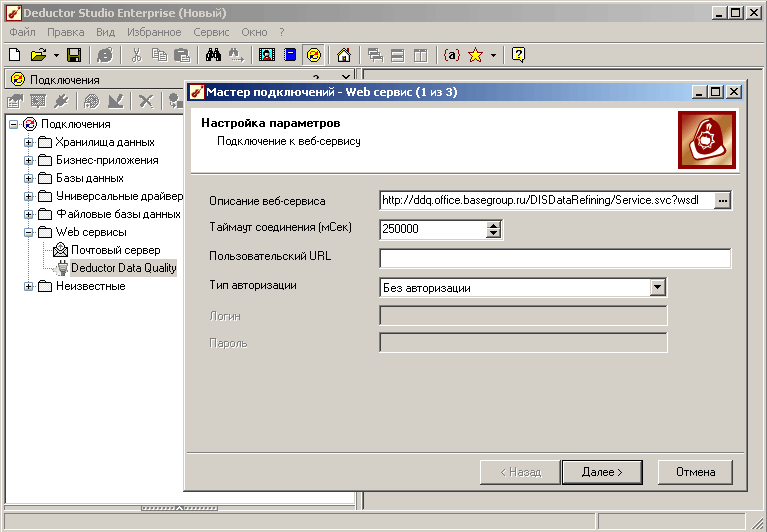 Deductor Studio Enterprise (Новый)
Файл Правка Вид Избранное Сервис Окно ?
{a} ?
Подключения ?
Мастер подключений - Web сервис (1 из 3)
Настройка параметров
Подключение к веб-сервису
Подключения
Хранилища данных
Бизнес-приложения
Базы данных
Универсальные драйвер
Файловые базы данных
Web сервисы
Почтовый сервер
Deductor Data Quality
Неизвестные
Описание веб-сервиса http://ddq.office.basegroup.ru/DISDataRefining/Service.svc?wsdl ...
Таймаут соединения (мСек) 250000
Пользовательский URL
Тип авторизации Без авторизации
Логин
Пароль
< Назад Далее > Отмена